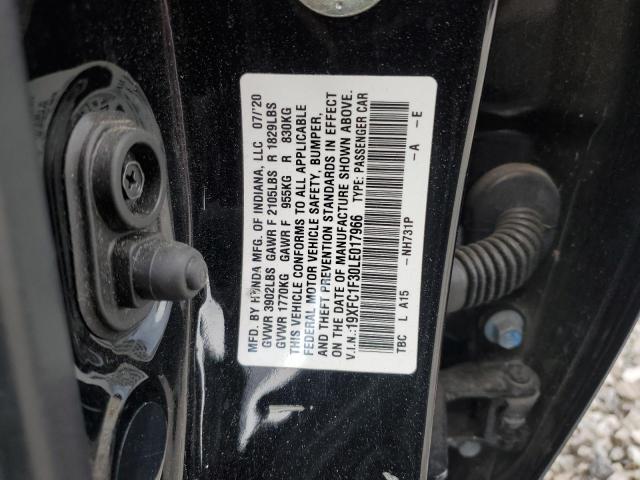 MFD. BY HONDA MFG. OF INDIANA, LLC 07/'20
GVWR 3902LBS GAWR F 2105LBS R 1829LBS
GVWR 1770KG GAWR F 955KG R 830KG
THIS VEHICLE CONFORMS TO ALL APPLICABLE
FEDERAL MOTOR VEHICLE SAFETY, BUMPER,
AND THEFT PREVENTION STANDARDS IN EFFECT
ON THE DATE OF MANUFACTURE SHOWN ABOVE.
V.I.N.:19XFC1F30LE017966 TYPE: PASSENGER CAR
TBC L A15 -NH731P -A -E